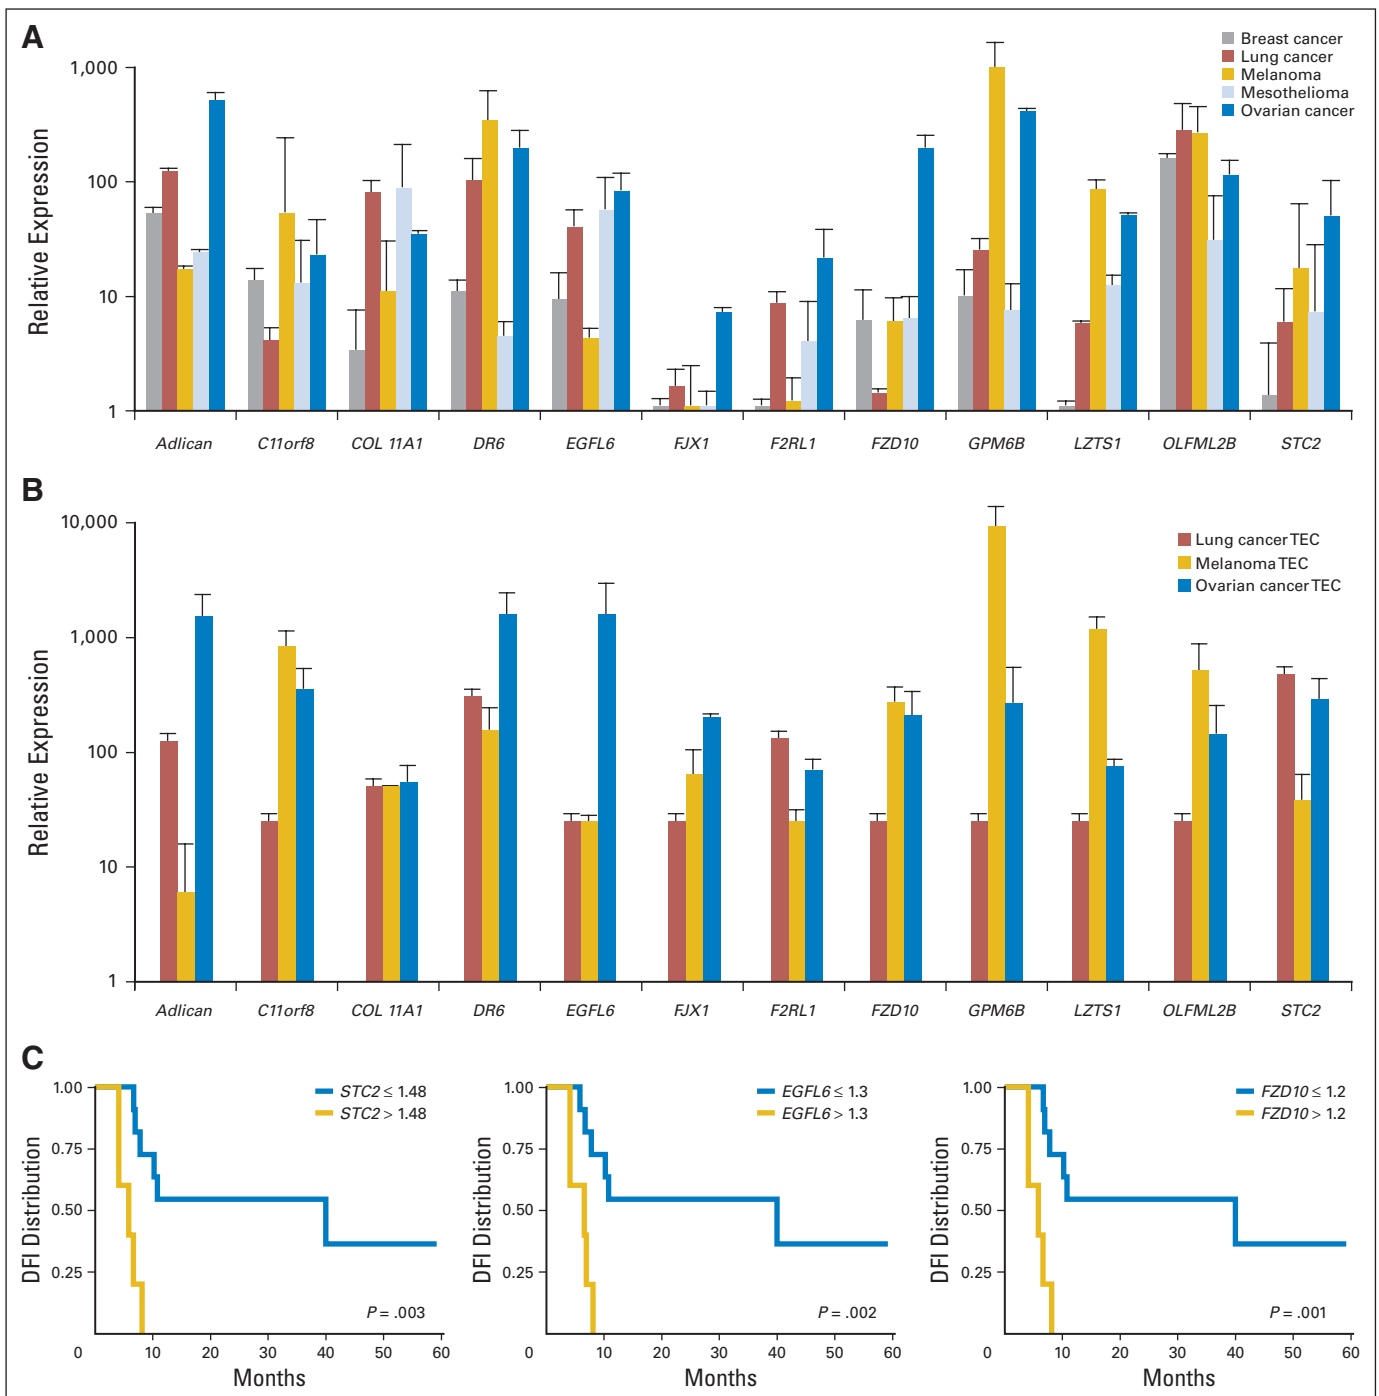 A
Breast cancer
Lung cancer
Melanoma
Mesothelioma
Ovarian cancer
Relative Expression
1,000
100
10
1
Adlican C11orf8 COL 11A1 DR6 EGFL6 FJX1 F2RL1 FZD10 GPM6B LZTS1 OLFML2B STC2
B
Lung cancer TEC
Melanoma TEC
Ovarian cancer TEC
Relative Expression
10,000
1,000
100
10
1
Adlican C11orf8 COL 11A1 DR6 EGFL6 FJX1 F2RL1 FZD10 GPM6B LZTS1 OLFML2B STC2
C
STC2 ≤ 1.48
STC2 > 1.48
DFI Distribution
1.00
0.75
0.50
0.25
P = .003
0 10 20 30 40 50 60
Months
EGFL6 ≤ 1.3
EGFL6 > 1.3
DFI Distribution
1.00
0.75
0.50
0.25
P = .002
0 10 20 30 40 50 60
Months
FZD10 ≤ 1.2
FZD10 > 1.2
DFI Distribution
1.00
0.75
0.50
0.25
P = .001
0 10 20 30 40 50 60
Months